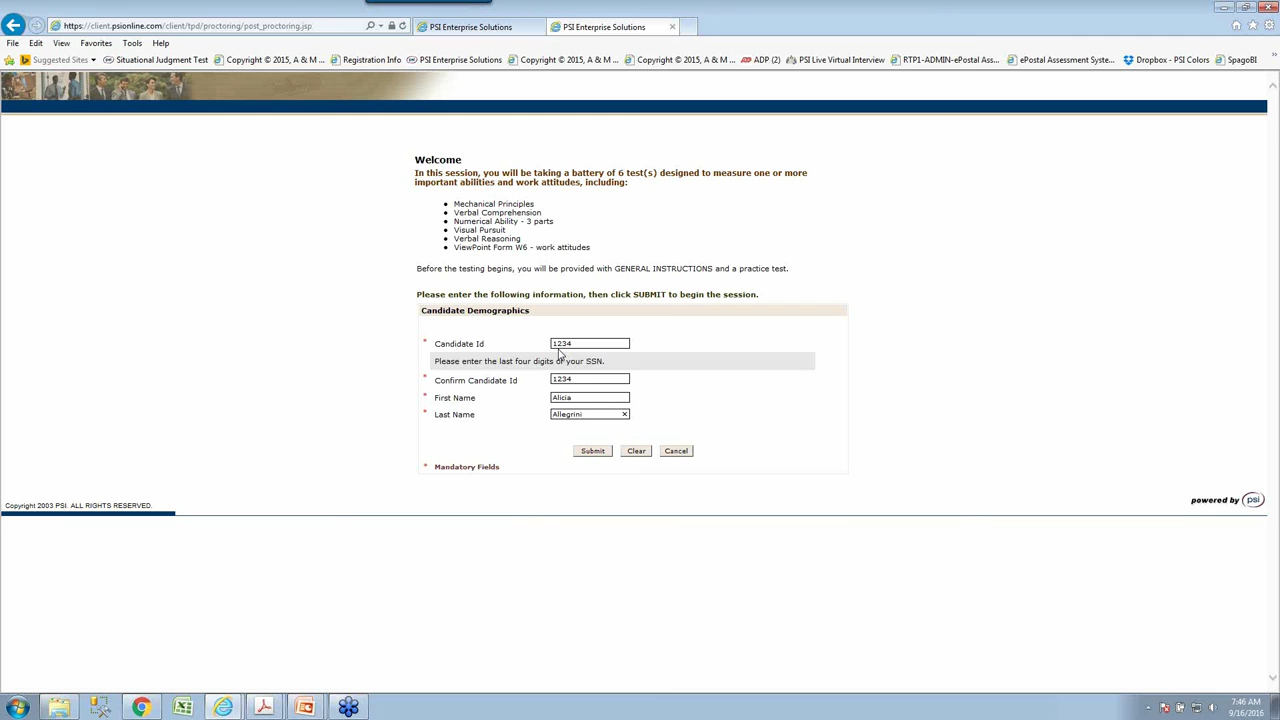 https://client.psionline.com/client/tpd/proctoring/post_proctoring.jsp
PSI Enterprise Solutions
PSI Enterprise Solutions
File Edit View Favorites Tools Help
Suggested Sites Situational Judgment Test Copyright © 2015, A & M ... Registration Info PSI Enterprise Solutions Copyright © 2015, A & M ... Copyright © 2015, A & M ... ADP (2) PSI Live Virtual Interview RTP1-ADMIN-ePostal Ass... ePostal Assessment Syste... Dropbox - PSI Colors SpagoBI
Welcome
In this session, you will be taking a battery of 6 test(s) designed to measure one or more
important abilities and work attitudes, including:
Mechanical Principles
Verbal Comprehension
Numerical Ability - 3 parts
Visual Pursuit
Verbal Reasoning
ViewPoint Form W6 - work attitudes
Before the testing begins, you will be provided with GENERAL INSTRUCTIONS and a practice test.
Please enter the following information, then click SUBMIT to begin the session.
Candidate Demographics
* Candidate Id 1234
Please enter the last four digits of your SSN.
* Confirm Candidate Id 1234
* First Name Alicia
* Last Name Allegrini
Submit Clear Cancel
* Mandatory Fields
Copyright 2003 PSI. ALL RIGHTS RESERVED.
powered by psi
7:46 AM
9/16/2016